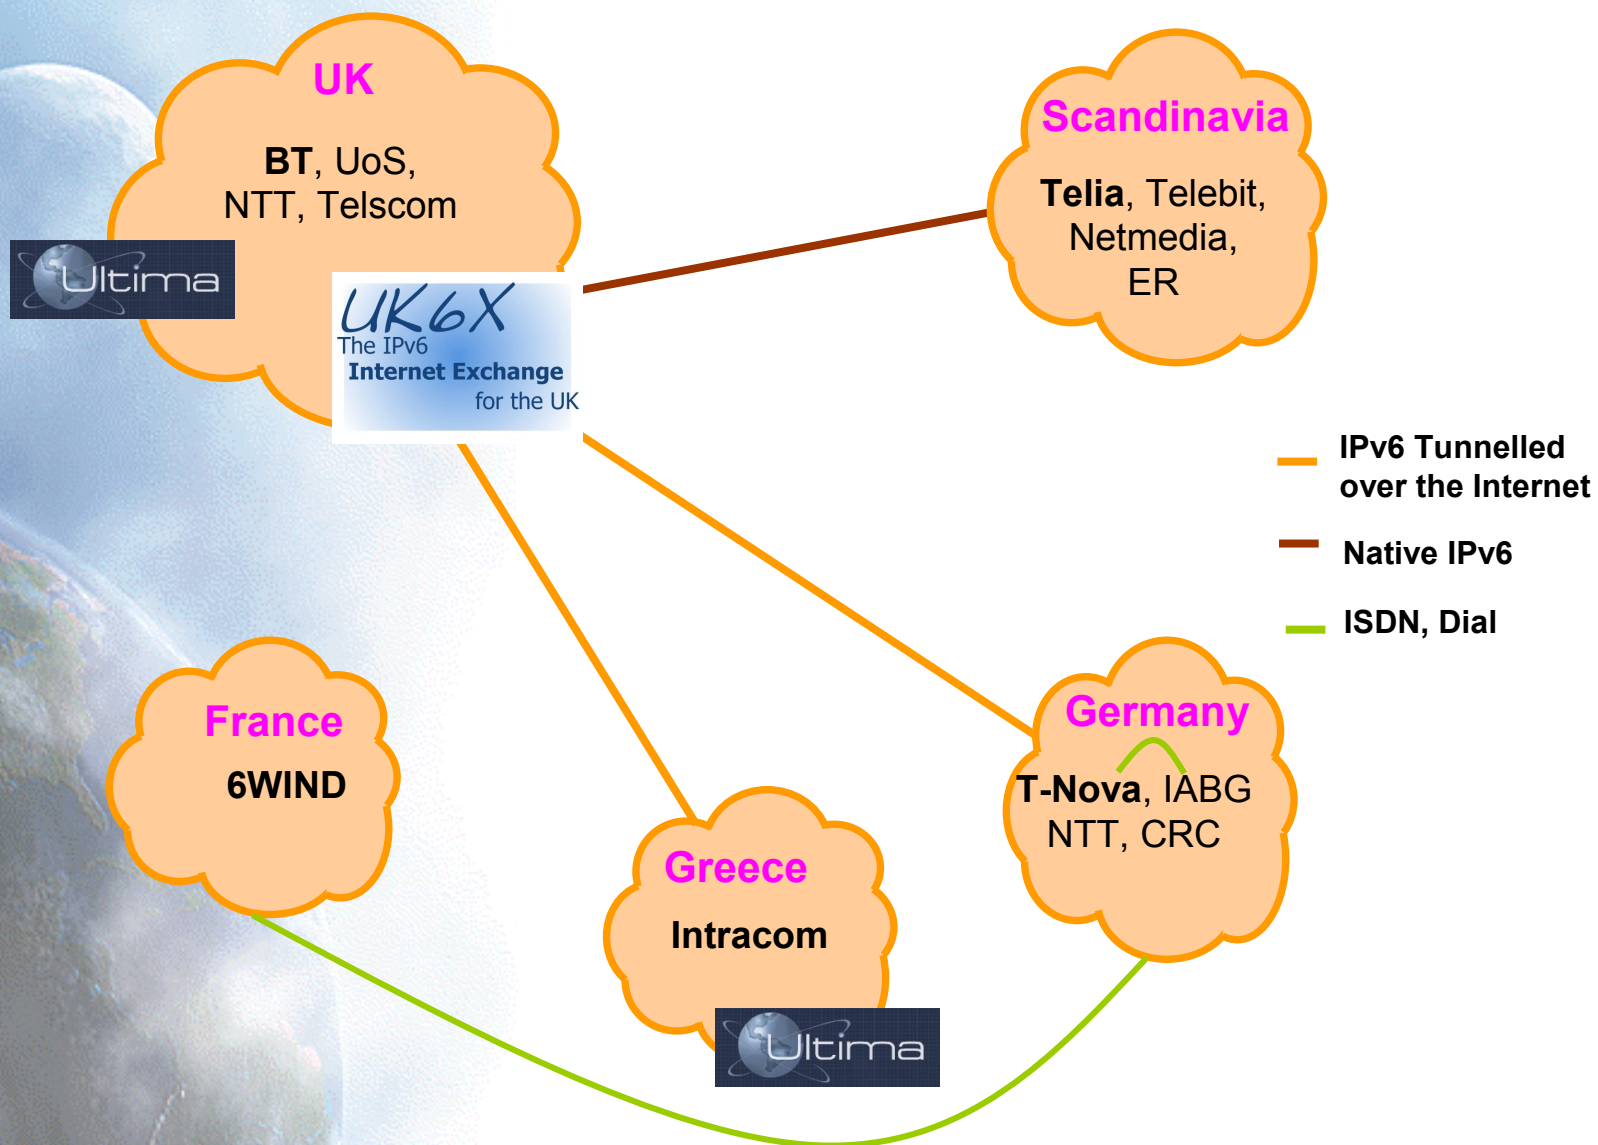 UK
BT, UoS,
NTT, Telscom
Ultima
UK6X
The IPv6
Internet Exchange
for the UK
Scandinavia
Telia, Telebit,
Netmedia,
ER
IPv6 Tunnelled
over the Internet
Native IPv6
ISDN, Dial
France
6WIND
Greece
Intracom
Ultima
Germany
T-Nova, IABG
NTT, CRC